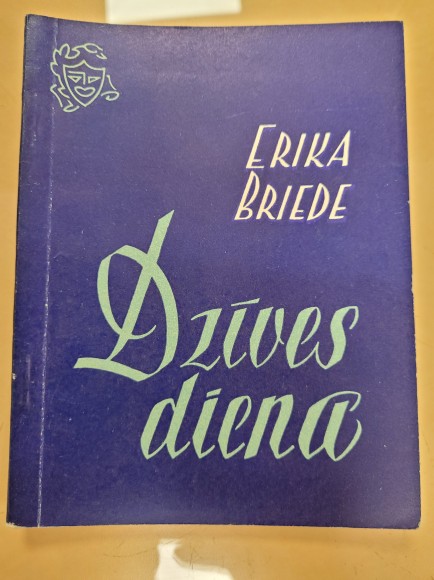 ERIKA
BRIEDE
Dzīves
diena